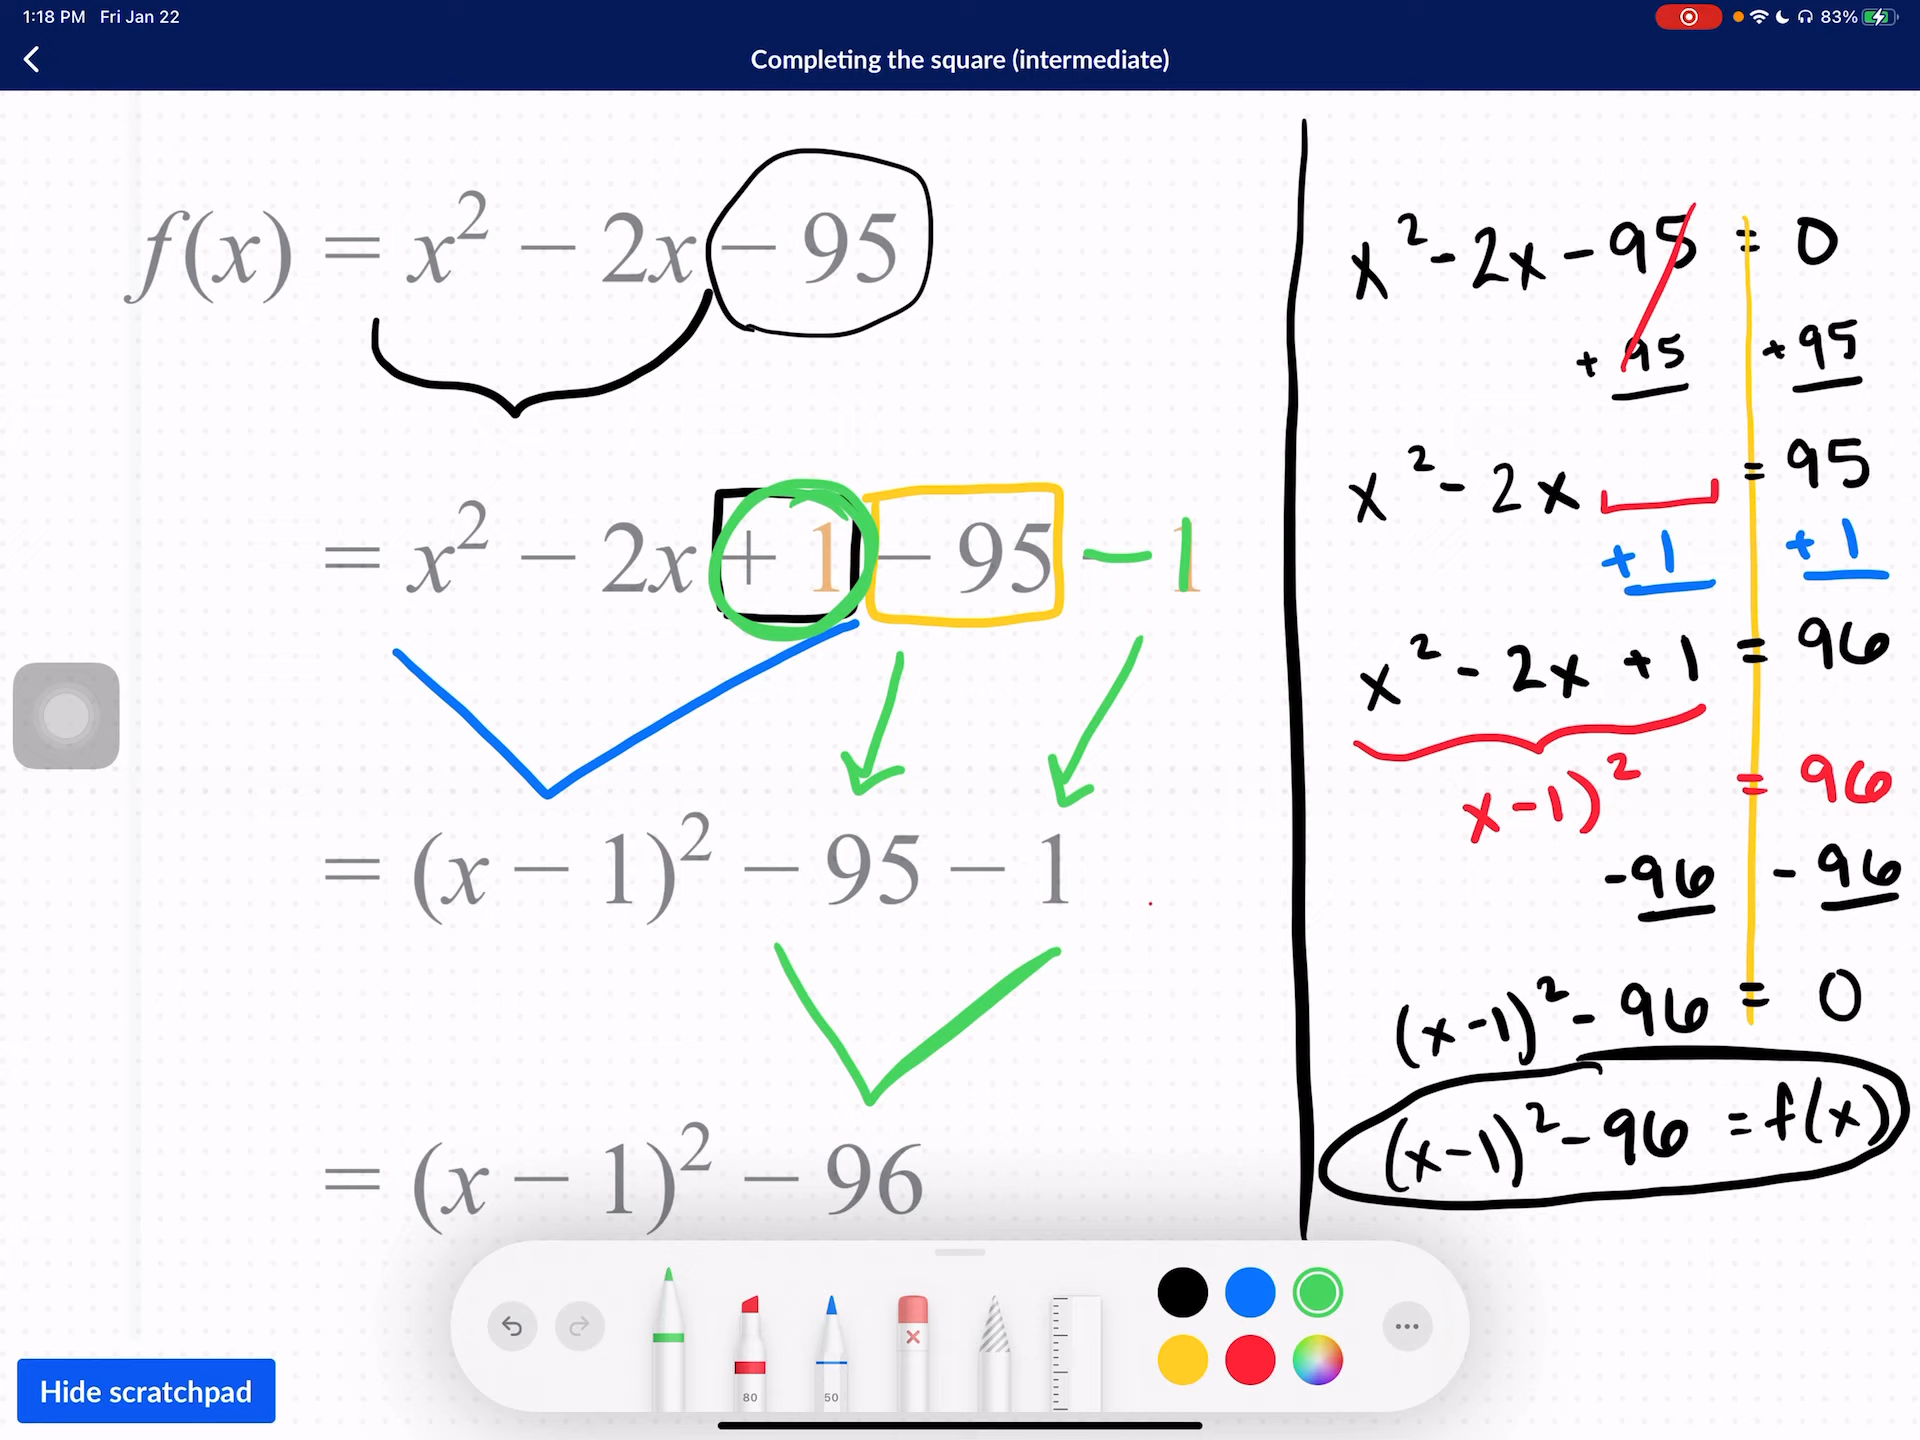 1:18 PM Fri Jan 22 83%
Completing the square (intermediate)
f(x) = x² − 2x − 95
= x² − 2x + 1 − 95 − 1
= (x − 1)² − 95 − 1
= (x − 1)² − 96
x² - 2x - 95 = 0
+ 95 + 95
x² - 2x = 95
+ 1 + 1
x² - 2x + 1 = 96
x - 1)² = 96
- 96 - 96
(x - 1)² - 96 = 0
(x - 1)² - 96 = f(x)
80 50
Hide scratchpad